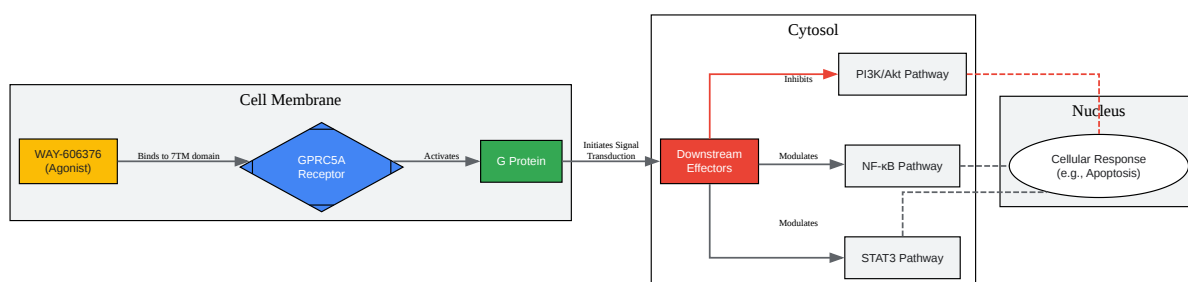 Cell Membrane
WAY-606376
(Agonist)
Binds to 7TM domain
GPRC5A
Receptor
Activates
G Protein
Initiates Signal
Transduction
Cytosol
Downstream
Effectors
Inhibits
PI3K/Akt Pathway
Modulates
NF-κB Pathway
Modulates
STAT3 Pathway
Nucleus
Cellular Response
(e.g., Apoptosis)